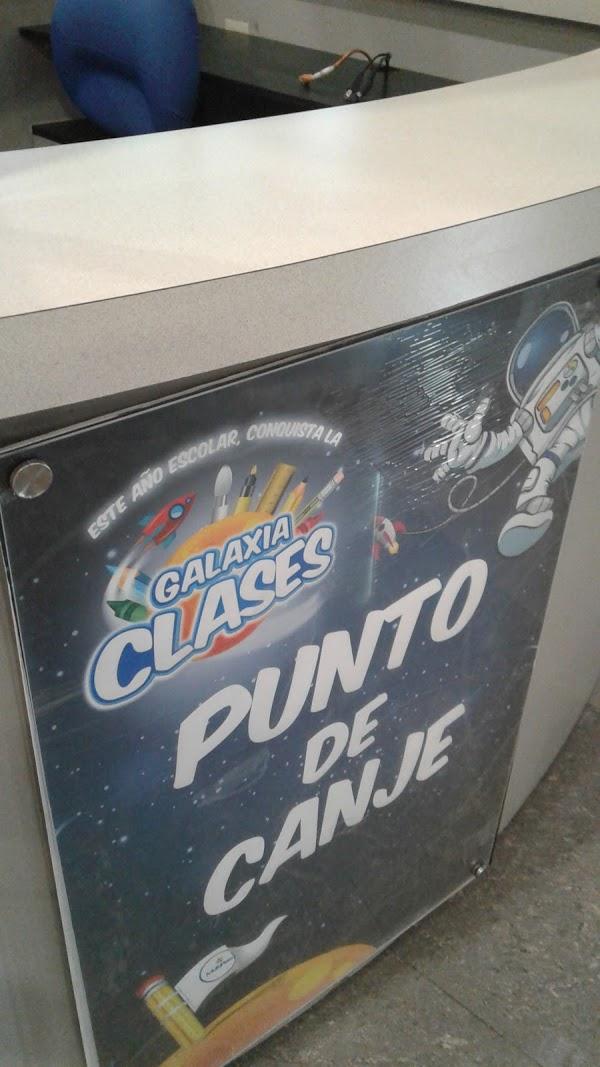 ESTE AÑO ESCOLAR, CONQUISTA LA
GALAXIA
CLASES
PUNTO
DE
CANJE